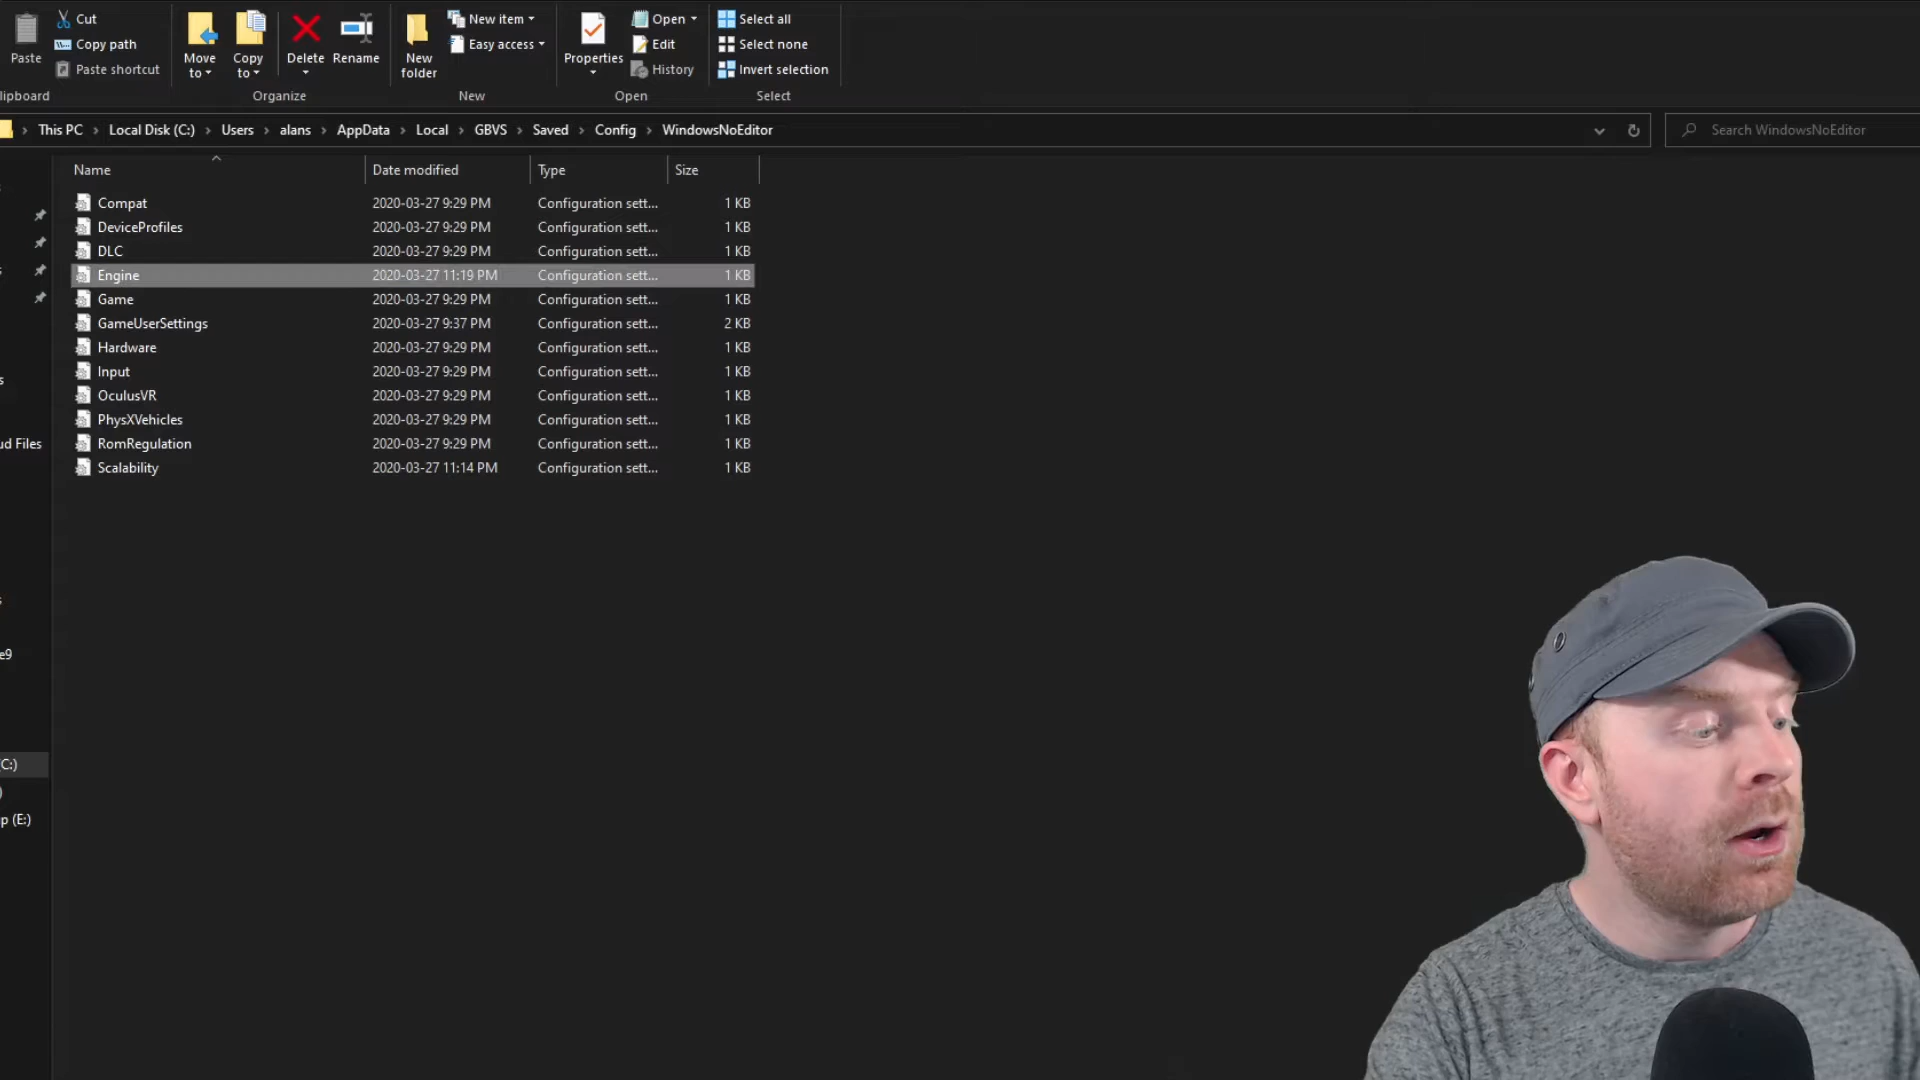 Paste
Cut
Copy path
Paste shortcut
lipboard
Move to
Copy to
Delete
Rename
Organize
New folder
New item
Easy access
New
Properties
Open
Edit
History
Open
Select all
Select none
Invert selection
Select
This PC > Local Disk (C:) > Users > alans > AppData > Local > GBVS > Saved > Config > WindowsNoEditor
Search WindowsNoEditor
Name Date modified Type Size
Compat 2020-03-27 9:29 PM Configuration sett... 1 KB
DeviceProfiles 2020-03-27 9:29 PM Configuration sett... 1 KB
DLC 2020-03-27 9:29 PM Configuration sett... 1 KB
Engine 2020-03-27 11:19 PM Configuration sett... 1 KB
Game 2020-03-27 9:29 PM Configuration sett... 1 KB
GameUserSettings 2020-03-27 9:37 PM Configuration sett... 2 KB
Hardware 2020-03-27 9:29 PM Configuration sett... 1 KB
Input 2020-03-27 9:29 PM Configuration sett... 1 KB
OculusVR 2020-03-27 9:29 PM Configuration sett... 1 KB
PhysXVehicles 2020-03-27 9:29 PM Configuration sett... 1 KB
RomRegulation 2020-03-27 9:29 PM Configuration sett... 1 KB
Scalability 2020-03-27 11:14 PM Configuration sett... 1 KB
s
ud Files
e9
(C:)
)
p (E:)